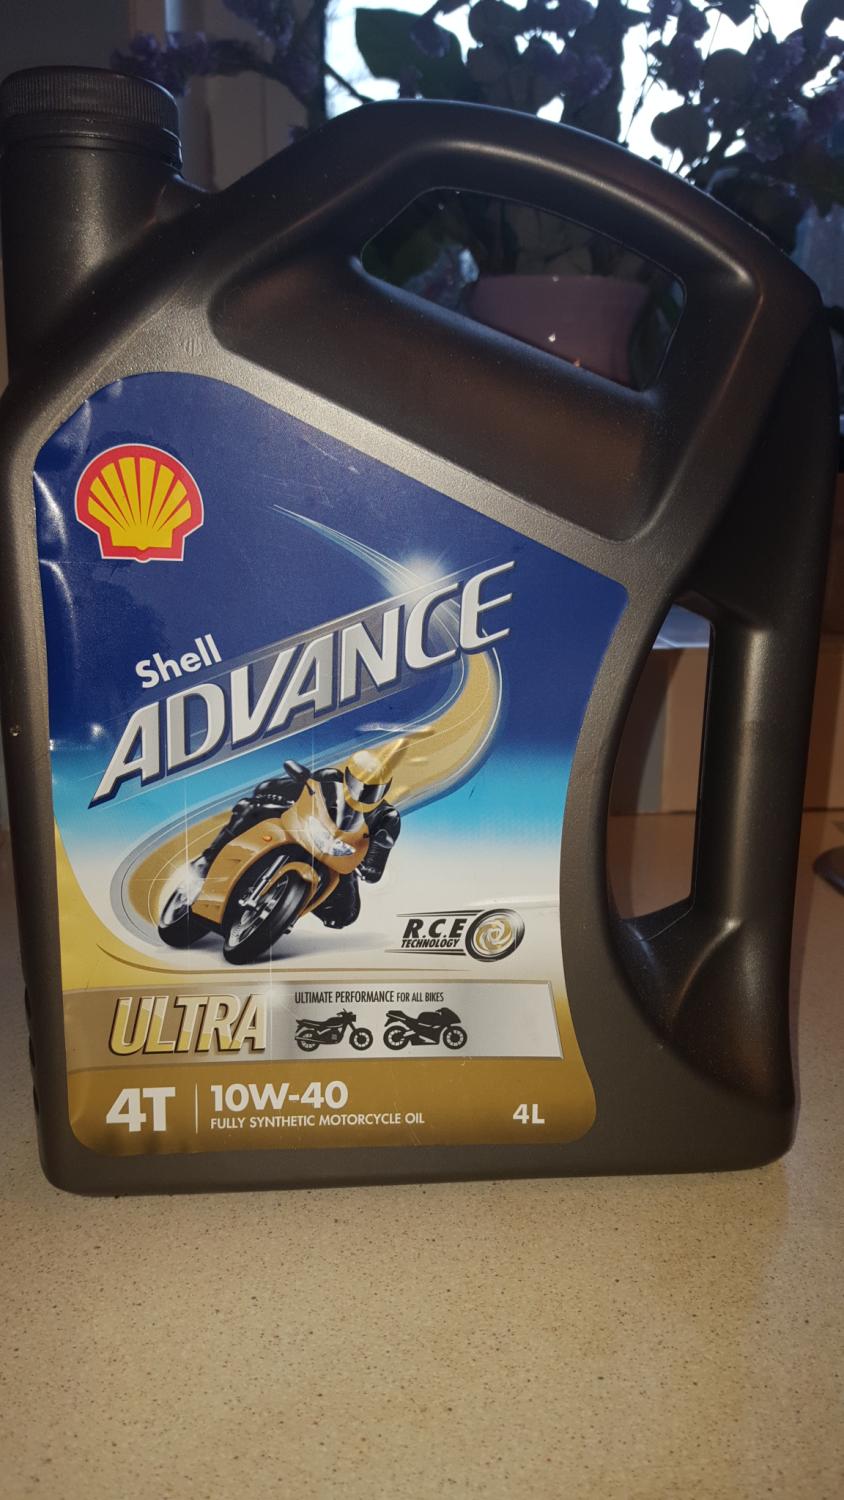 Shell
ADVANCE
R.C.E
TECHNOLOGY
ULTRA
ULTIMATE PERFORMANCE FOR ALL BIKES
4T
10W-40
FULLY SYNTHETIC MOTORCYCLE OIL
4L